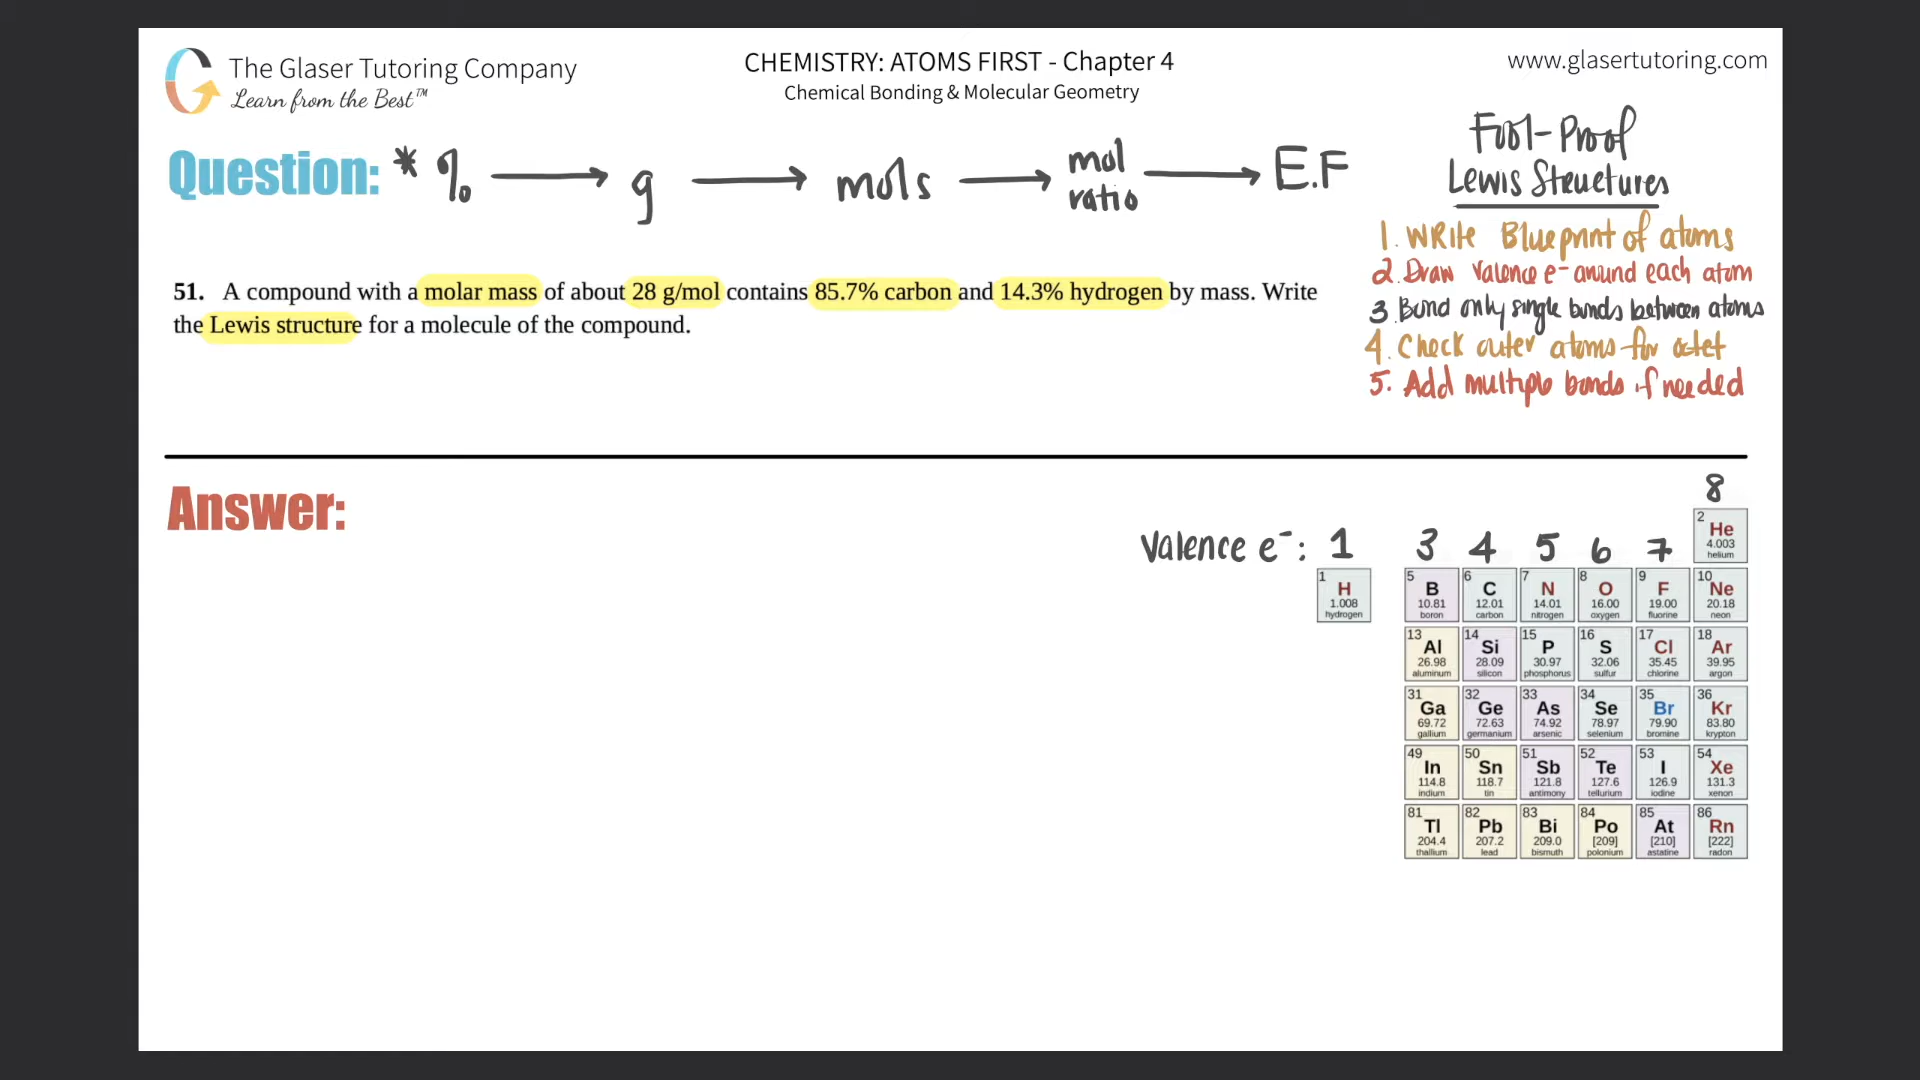 The Glaser Tutoring Company
Learn from the Best™
CHEMISTRY: ATOMS FIRST - Chapter 4
Chemical Bonding & Molecular Geometry
www.glasertutoring.com
Question: * % → g → mols → mol ratio → E.F
Fool-Proof
Lewis Structures
1. WRite Blueprint of atoms
2. Draw Valence e- around each atom
3. Bond only single bonds between atoms
4. Check outer atoms for octet
5. Add multiple bonds if needed
51. A compound with a molar mass of about 28 g/mol contains 85.7% carbon and 14.3% hydrogen by mass. Write
the Lewis structure for a molecule of the compound.
Answer:
8
2 He 4.003 helium
Valence e⁻: 1 3 4 5 6 7
1 H 1.008 hydrogen
5 B 10.81 boron
6 C 12.01 carbon
7 N 14.01 nitrogen
8 O 16.00 oxygen
9 F 19.00 fluorine
10 Ne 20.18 neon
13 Al 26.98 aluminum
14 Si 28.09 silicon
15 P 30.97 phosphorus
16 S 32.06 sulfur
17 Cl 35.45 chlorine
18 Ar 39.95 argon
31 Ga 69.72 gallium
32 Ge 72.63 germanium
33 As 74.92 arsenic
34 Se 78.97 selenium
35 Br 79.90 bromine
36 Kr 83.80 krypton
49 In 114.8 indium
50 Sn 118.7 tin
51 Sb 121.8 antimony
52 Te 127.6 tellurium
53 I 126.9 iodine
54 Xe 131.3 xenon
81 Tl 204.4 thallium
82 Pb 207.2 lead
83 Bi 209.0 bismuth
84 Po [209] polonium
85 At [210] astatine
86 Rn [222] radon